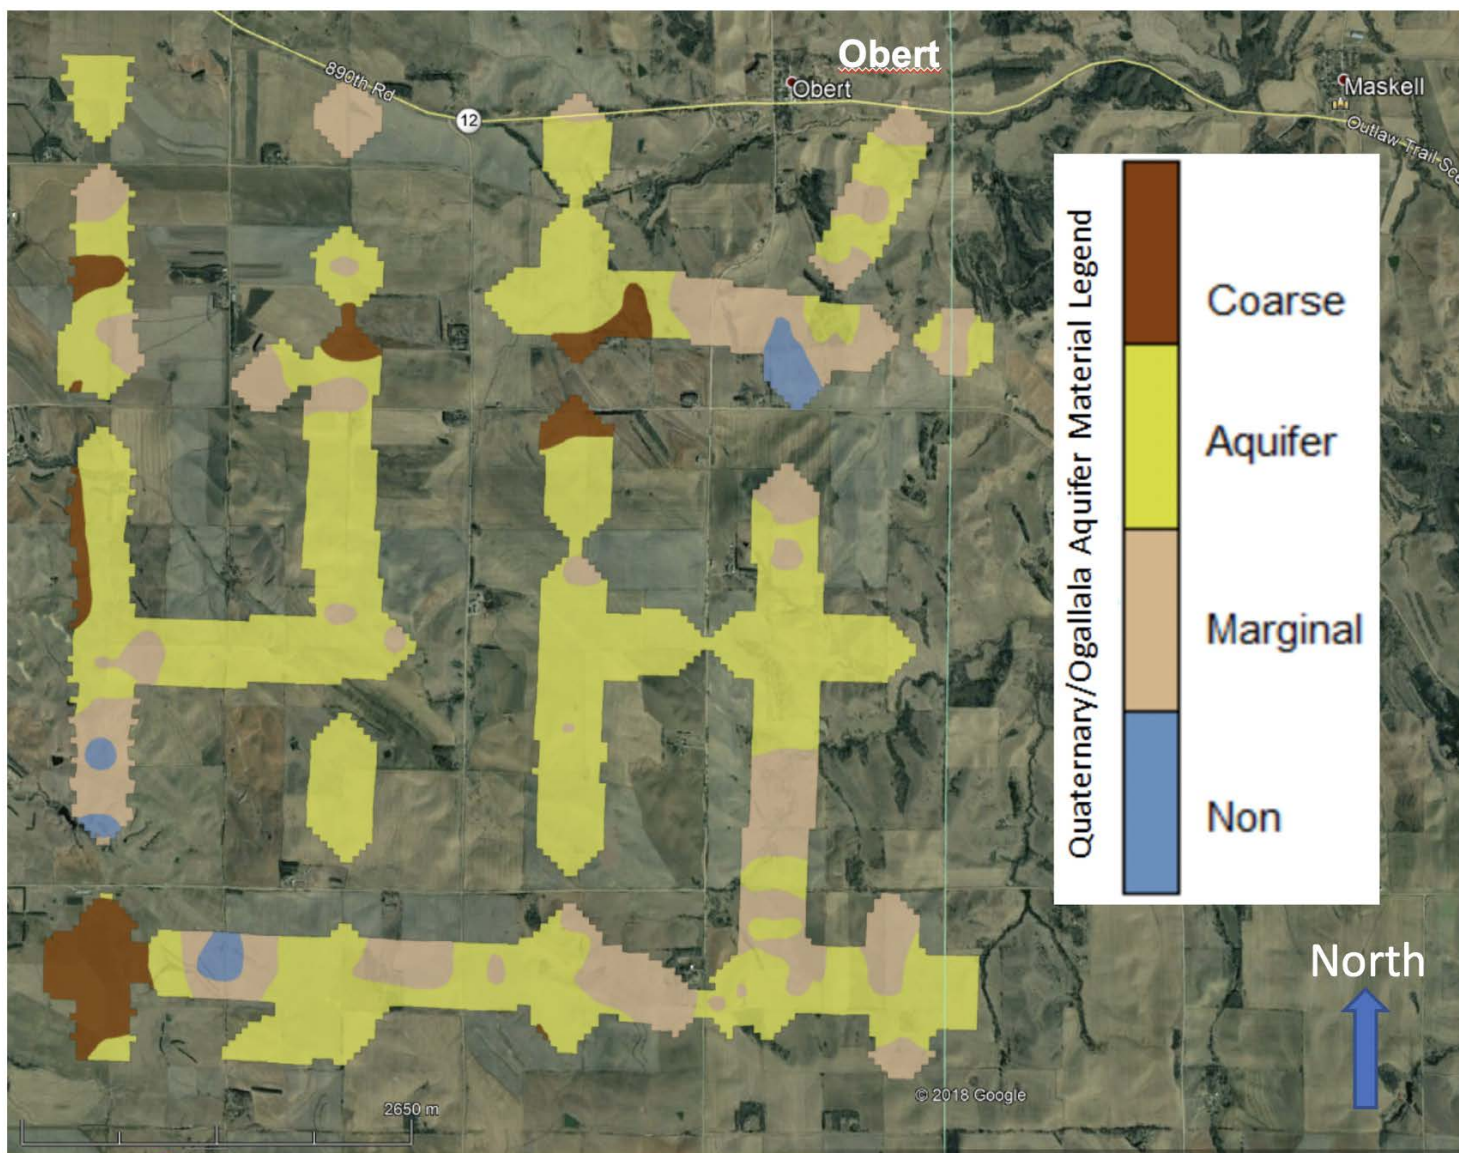 Obert
890th Rd
12
Obert
Maskell
Outlaw Trail Sce
Quaternary/Ogallala Aquifer Material Legend
Coarse
Aquifer
Marginal
Non
North
2650 m
© 2018 Google